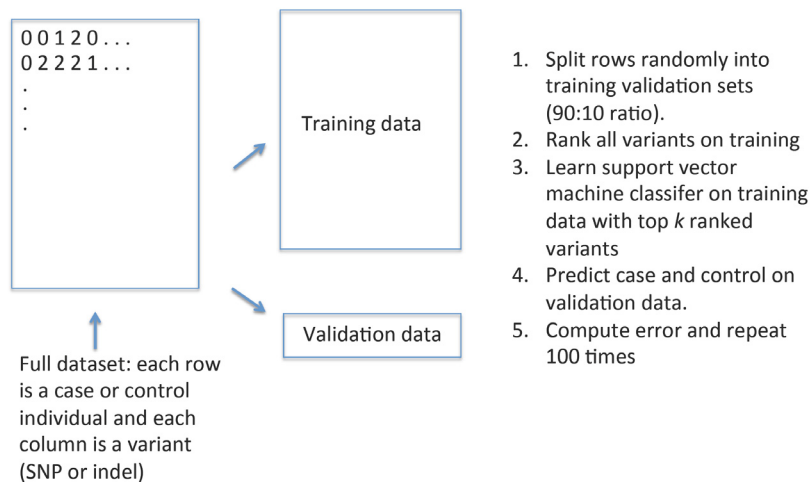 0 0 1 2 0 . . .
0 2 2 2 1 . . .
.
.
.
Full dataset: each row
is a case or control
individual and each
column is a variant
(SNP or indel)
Training data
Validation data
1. Split rows randomly into
training validation sets
(90:10 ratio).
2. Rank all variants on training
3. Learn support vector
machine classifer on training
data with top k ranked
variants
4. Predict case and control on
validation data.
5. Compute error and repeat
100 times